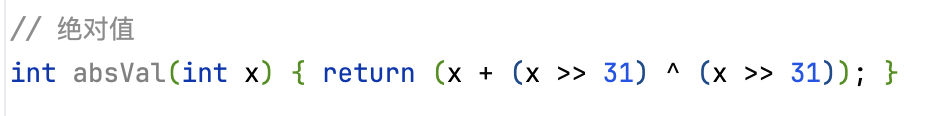 // 绝对值
int absVal(int x) { return (x + (x >> 31) ^ (x >> 31)); }